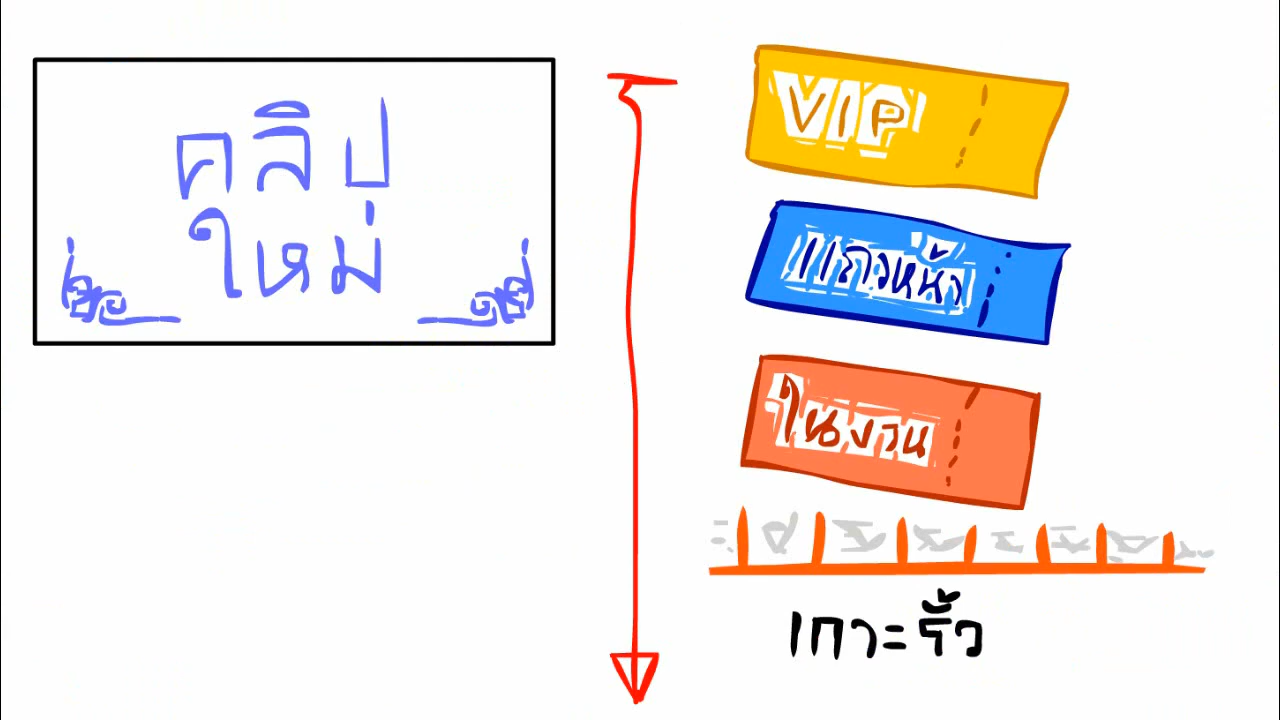 คลิป
ใหม่
VIP
แถวหน้า
ในงาน
เกาะรั้ว